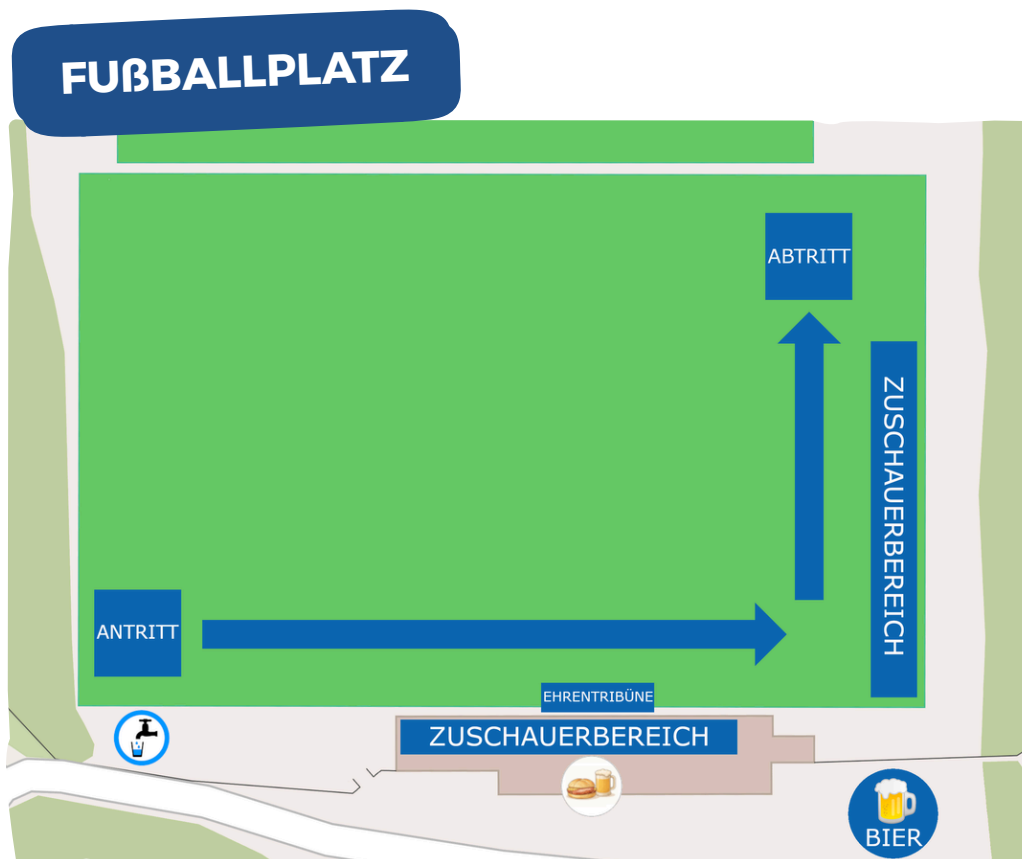 FUßBALLPLATZ
ABTRITT
ZUSCHAUERBEREICH
ANTRITT
EHRENTRIBÜNE
ZUSCHAUERBEREICH
BIER